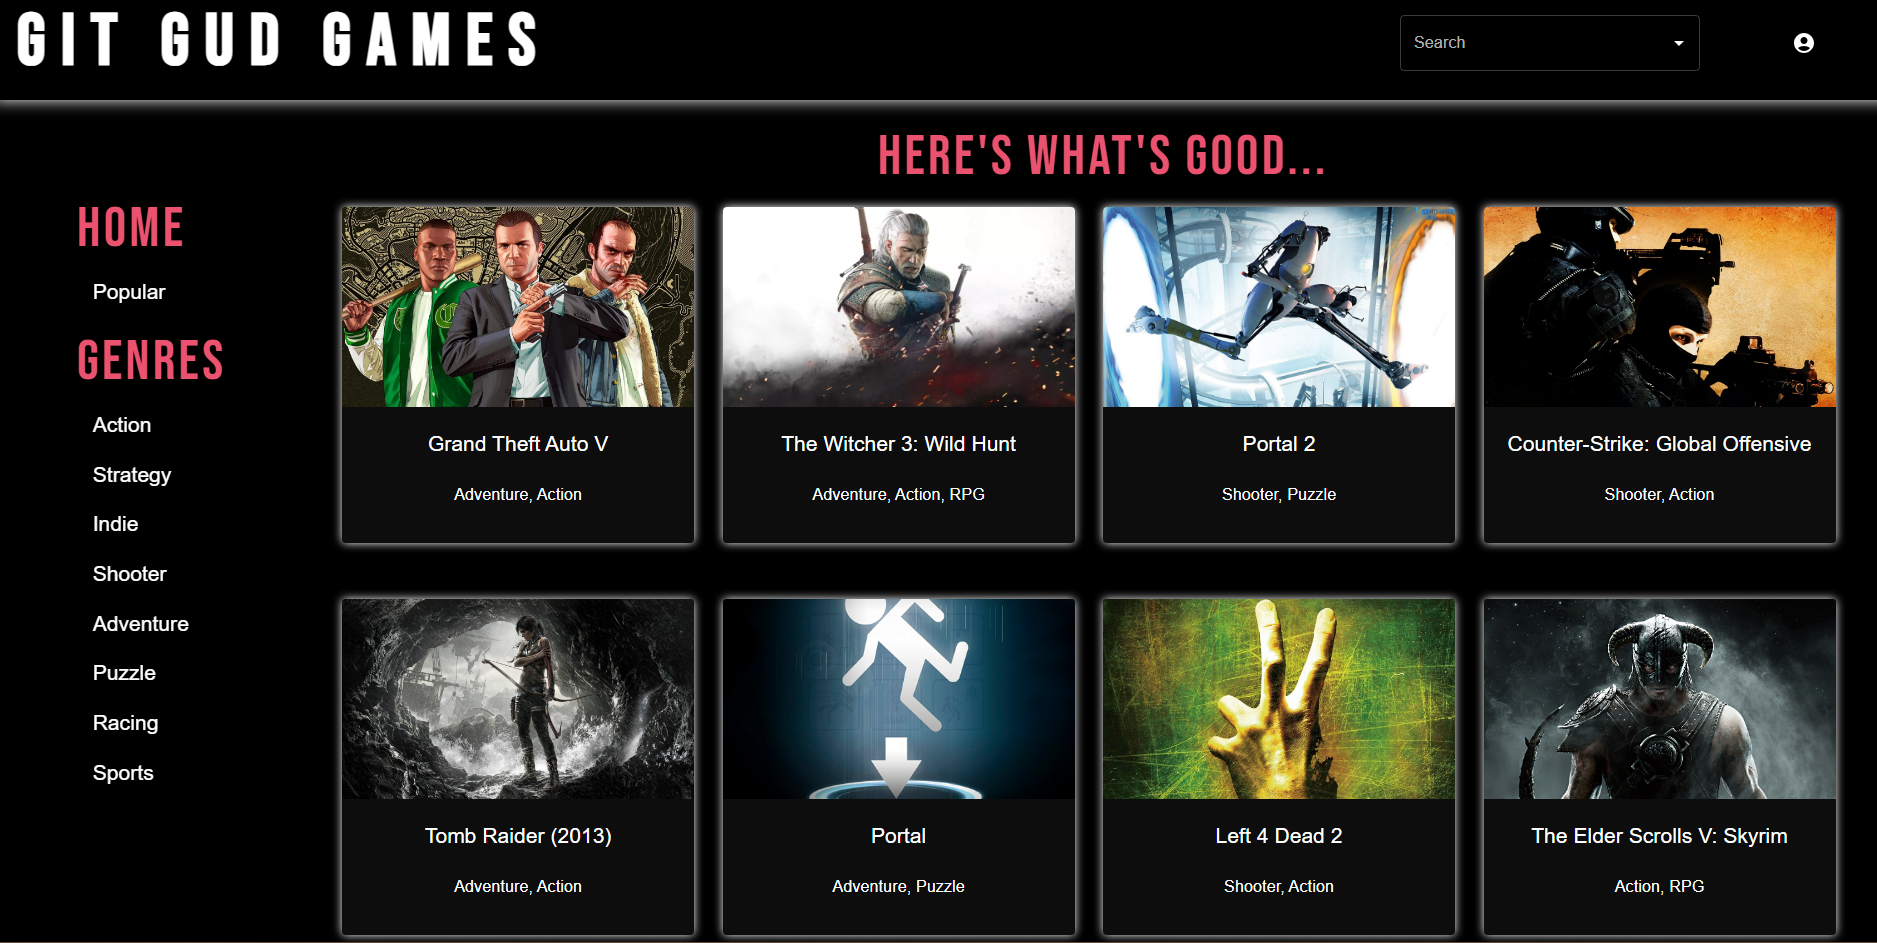 GIT GUD GAMES
Search
HERE'S WHAT'S GOOD...
HOME
Popular
GENRES
Action
Strategy
Indie
Shooter
Adventure
Puzzle
Racing
Sports
Grand Theft Auto V
Adventure, Action
The Witcher 3: Wild Hunt
Adventure, Action, RPG
Portal 2
Shooter, Puzzle
Counter-Strike: Global Offensive
Shooter, Action
Tomb Raider (2013)
Adventure, Action
Portal
Adventure, Puzzle
Left 4 Dead 2
Shooter, Action
The Elder Scrolls V: Skyrim
Action, RPG